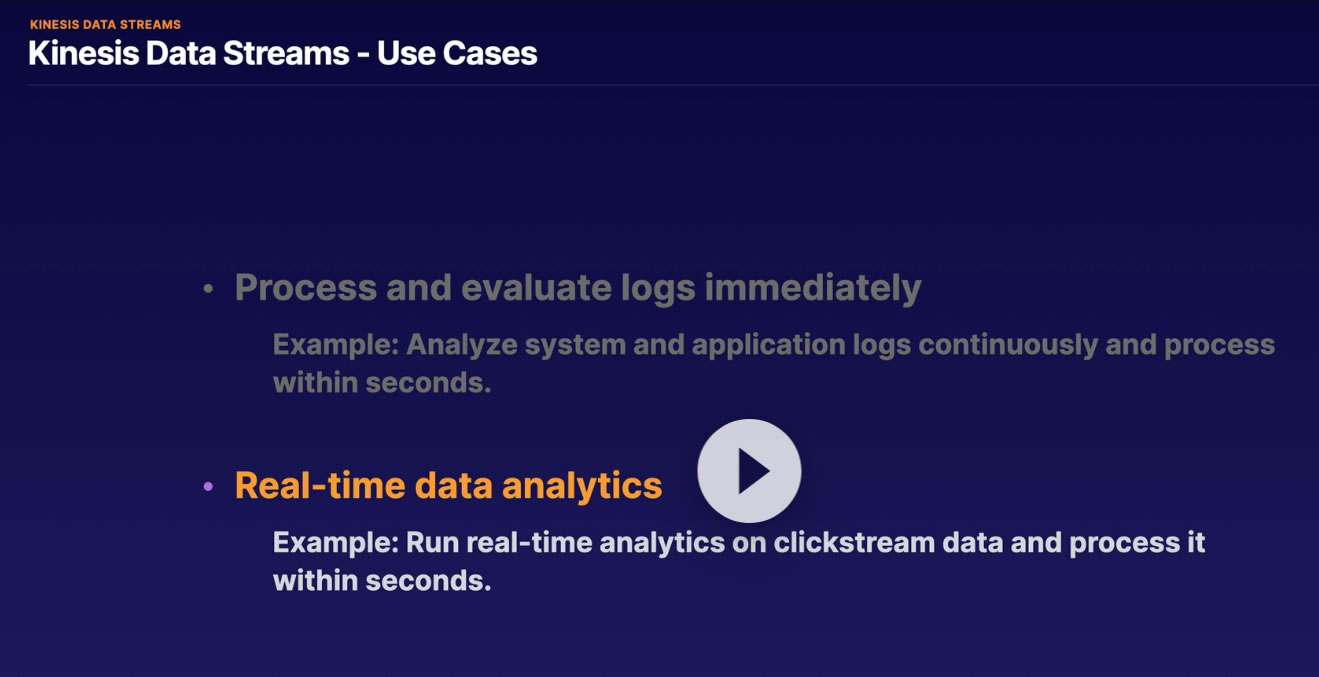 KINESIS DATA STREAMS
Kinesis Data Streams - Use Cases
• Process and evaluate logs immediately
Example: Analyze system and application logs continuously and process
within seconds.
• Real-time data analytics
Example: Run real-time analytics on clickstream data and process it
within seconds.